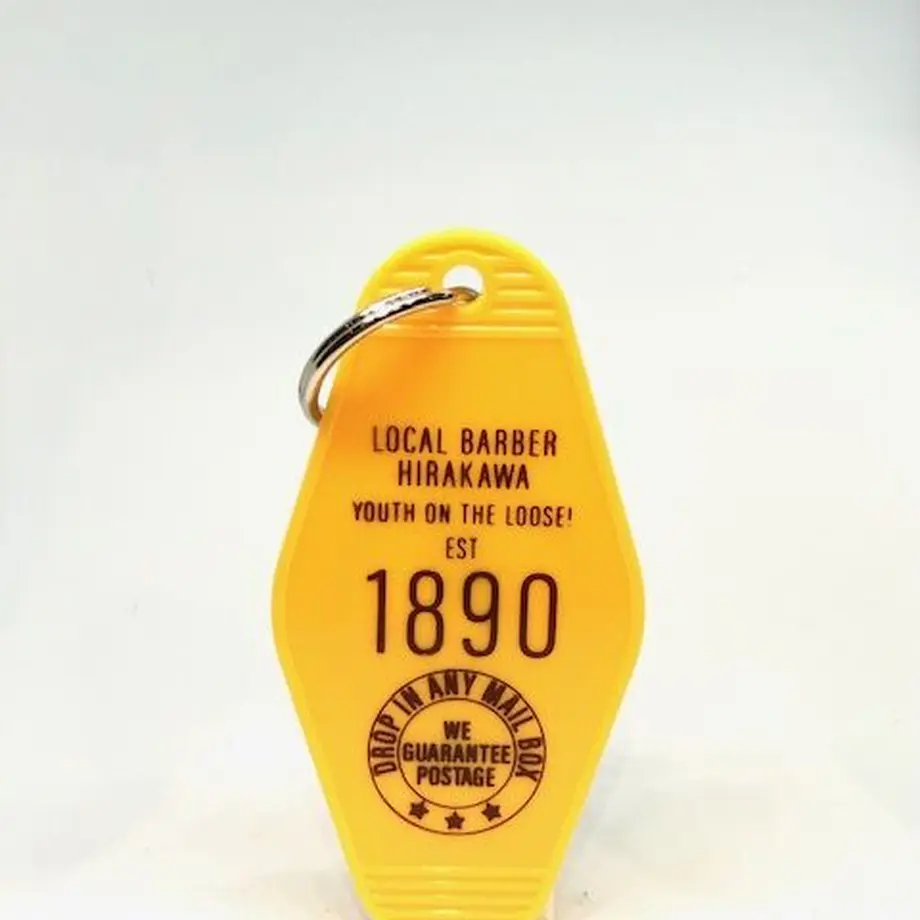 LOCAL BARBER
HIRAKAWA
YOUTH ON THE LOOSE!
EST
1890
DROP IN ANY MAIL BOX
WE
GUARANTEE
POSTAGE